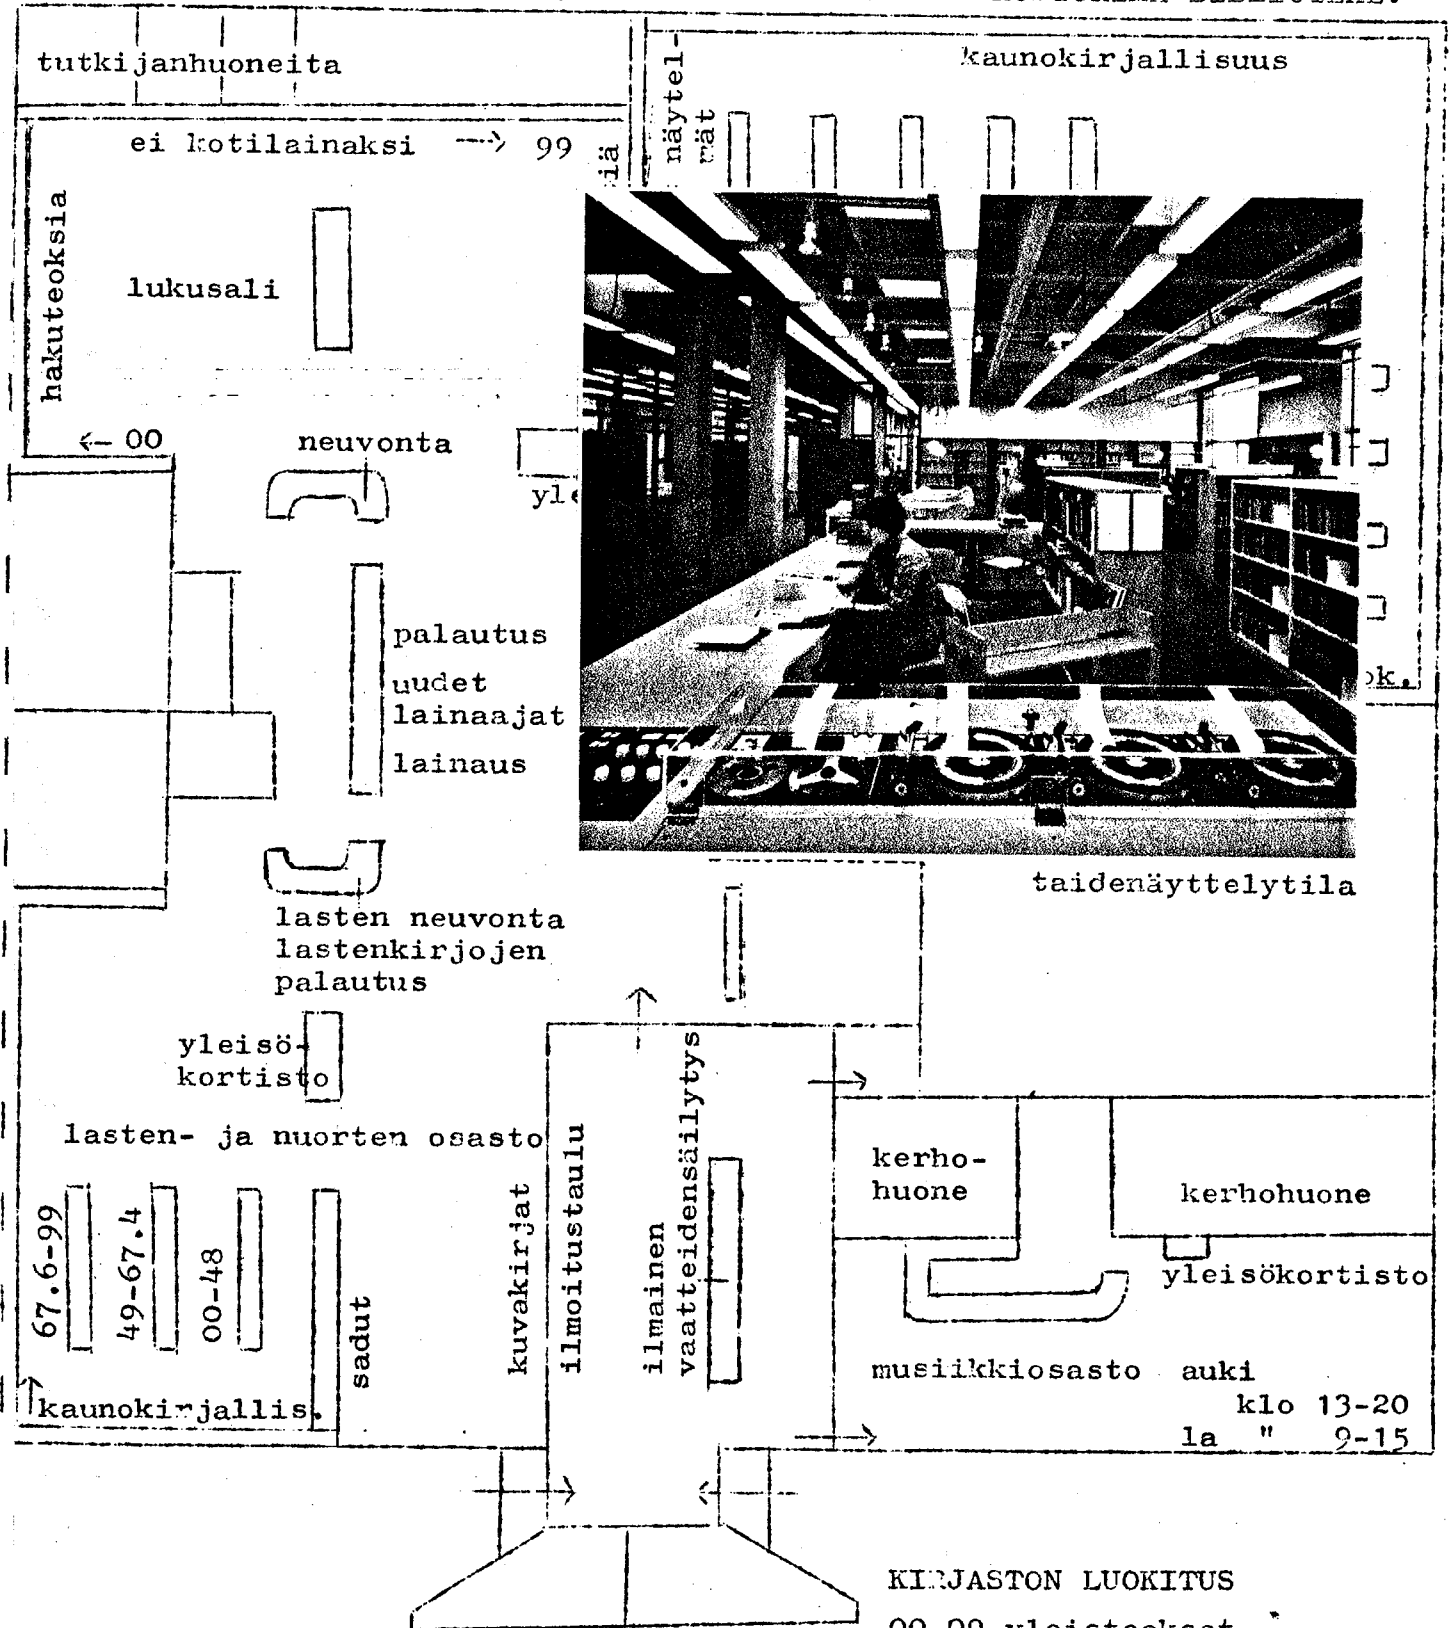 tutkijanhuoneita
kaunokirjallisuus
näytel-
mät
ei kotilainaksi --> 99
hakuteoksia
lukusali
<-- 00
neuvonta
palautus
uudet
lainaajat
lainaus
taidenäyttelytila
lasten neuvonta
lastenkirjojen
palautus
yleisö-
kortisto
lasten- ja nuorten osasto
67.6-99
49-67.4
00-48
sadut
kaunokirjallis.
kuvakirjat
ilmoitustaulu
ilmainen
vaatteidensäilytys
kerho-
huone
kerhohuone
yleisökortisto
musiikkiosasto auki
klo 13-20
la " 9-15
KIRJASTON LUOKITUS